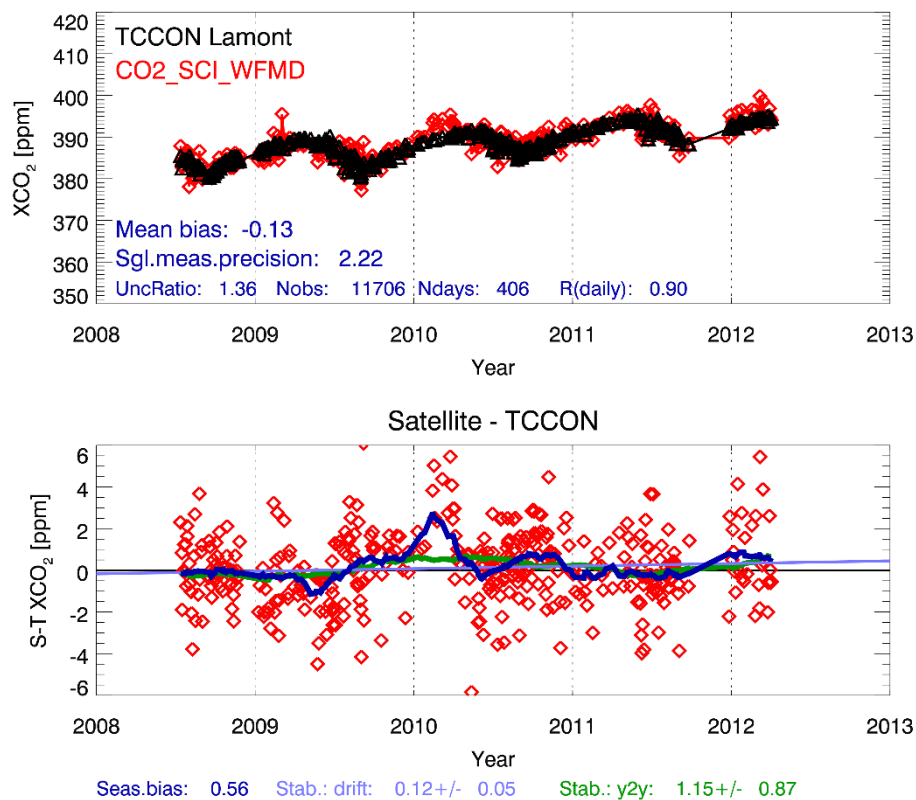 420
410
400
390
380
370
360
350
XCO2 [ppm]
TCCON Lamont
CO2_SCI_WFMD
Mean bias: -0.13
Sgl.meas.precision: 2.22
UncRatio: 1.36 Nobs: 11706 Ndays: 406 R(daily): 0.90
2008 2009 2010 2011 2012 2013
Year
Satellite - TCCON
6
4
2
0
-2
-4
-6
S-T XCO2 [ppm]
2008 2009 2010 2011 2012 2013
Year
Seas.bias: 0.56 Stab.: drift: 0.12+/- 0.05 Stab.: y2y: 1.15+/- 0.87